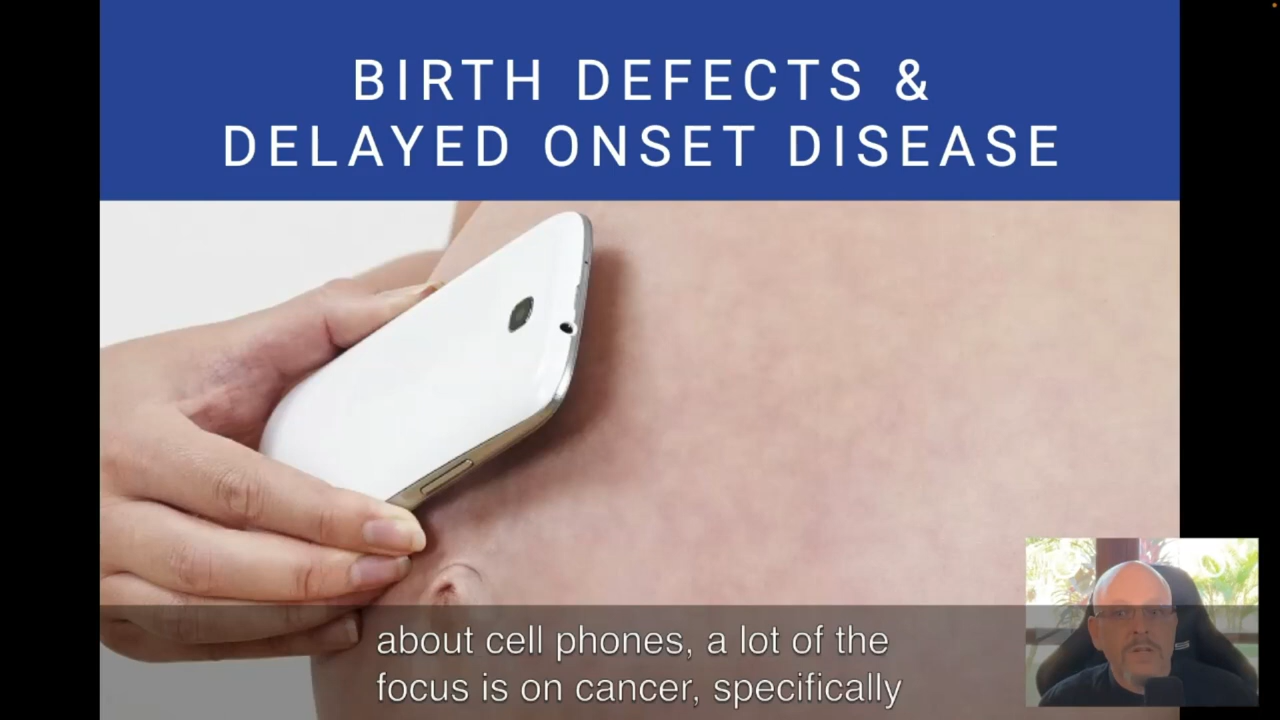 BIRTH DEFECTS &
DELAYED ONSET DISEASE
about cell phones, a lot of the
focus is on cancer, specifically